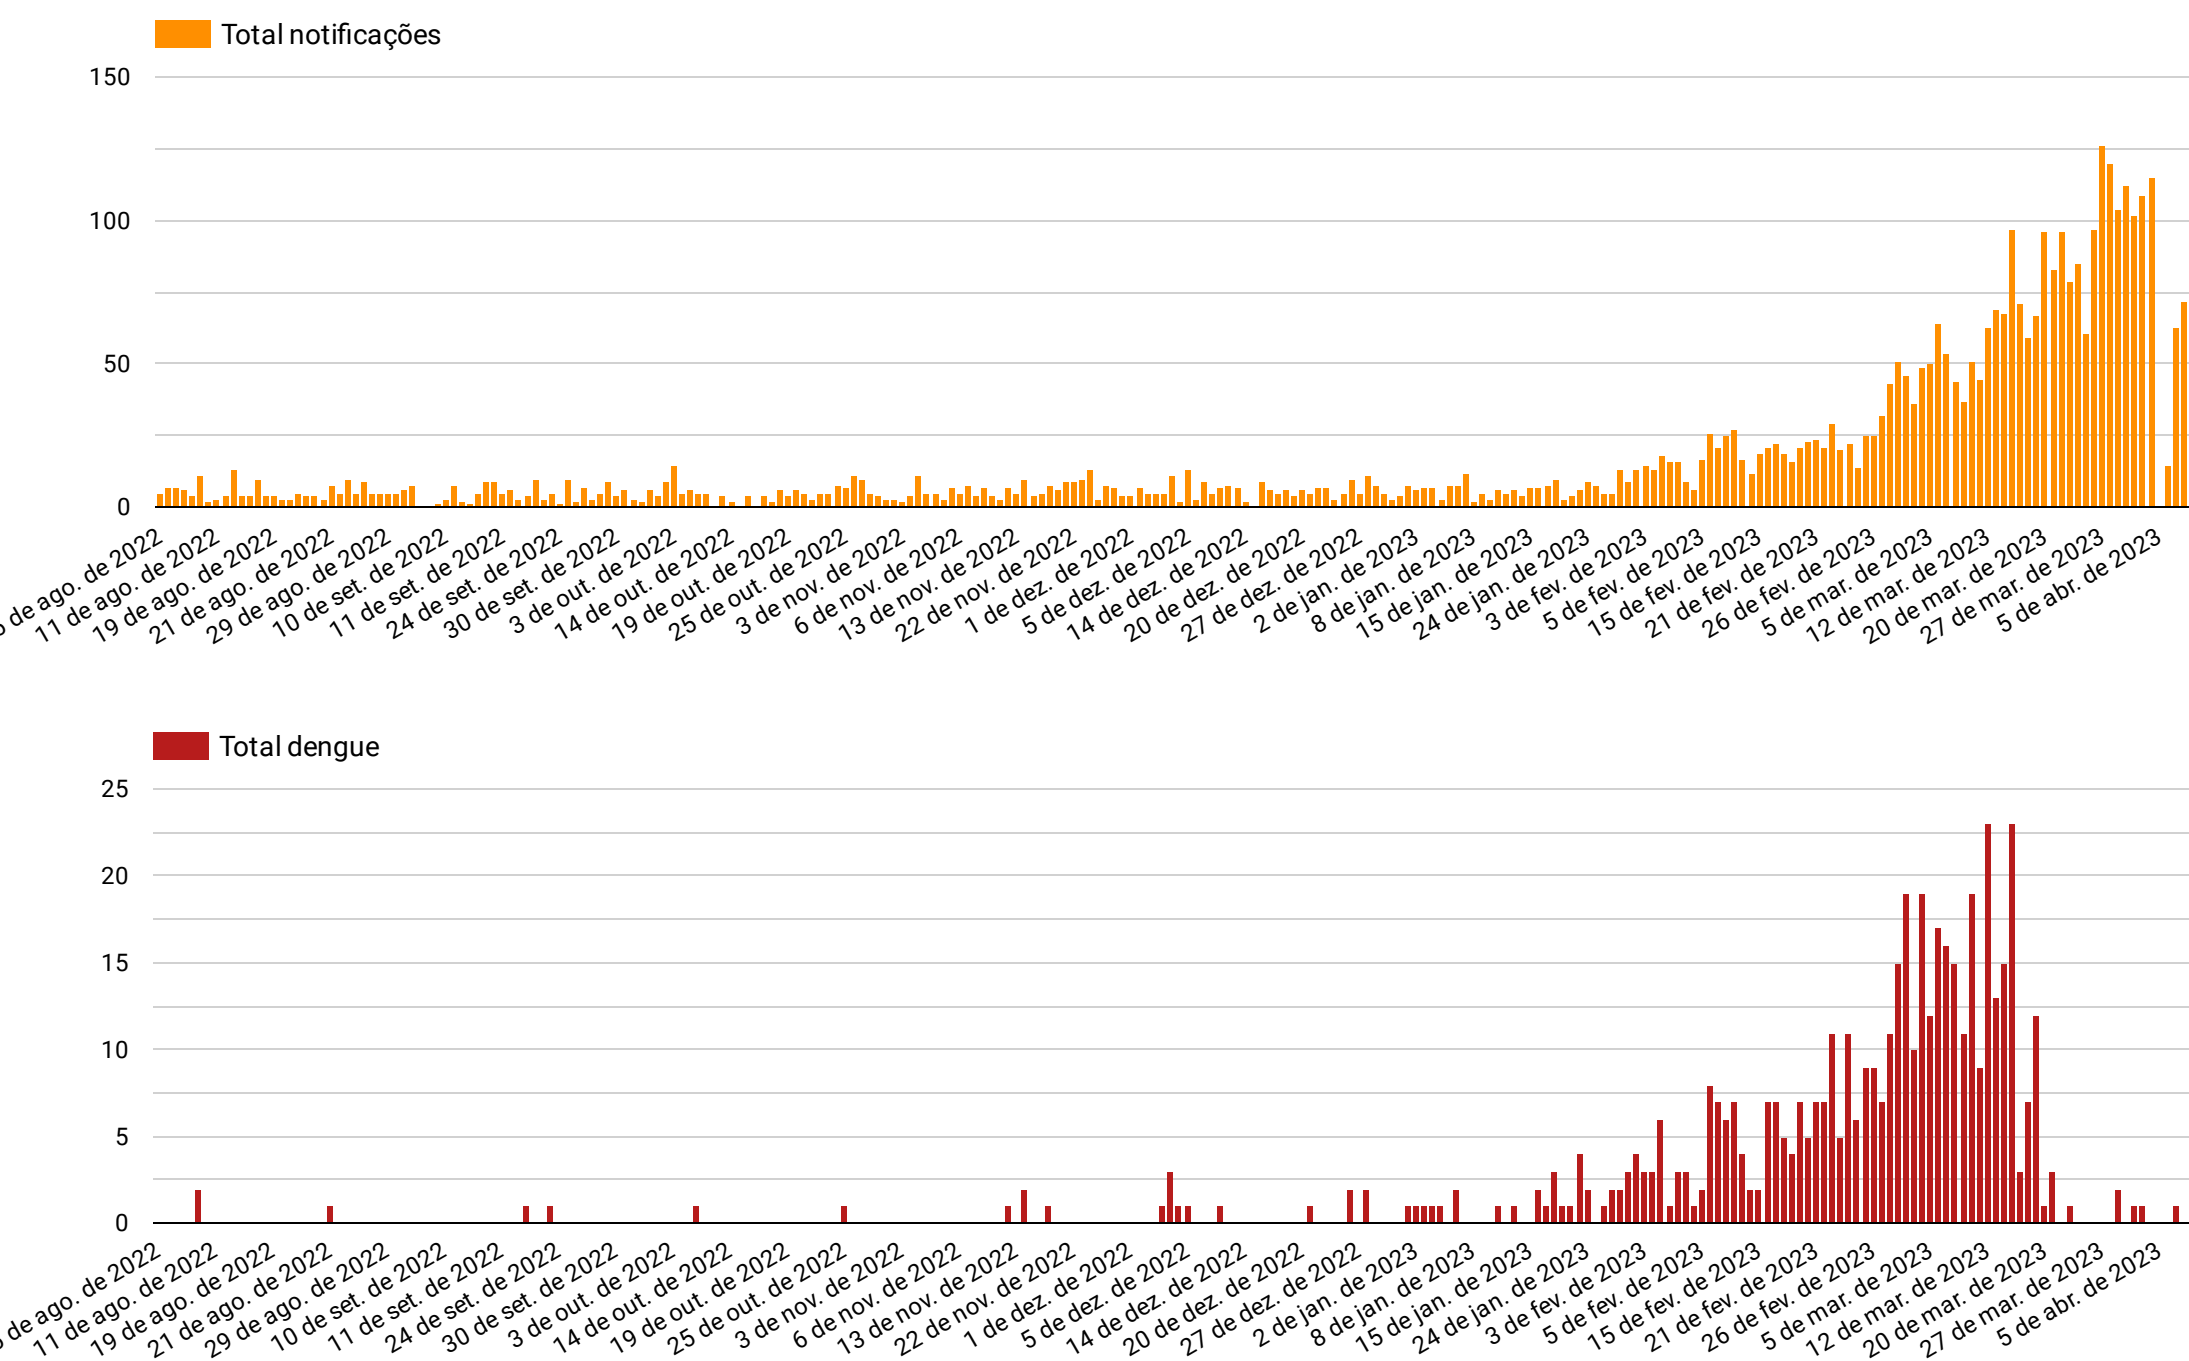 Total notificações
150
100
50
0
de ago. de 2022
11 de ago. de 2022
19 de ago. de 2022
21 de ago. de 2022
29 de ago. de 2022
10 de set. de 2022
11 de set. de 2022
24 de set. de 2022
30 de set. de 2022
3 de out. de 2022
14 de out. de 2022
19 de out. de 2022
25 de out. de 2022
3 de nov. de 2022
6 de nov. de 2022
13 de nov. de 2022
22 de nov. de 2022
1 de dez. de 2022
5 de dez. de 2022
14 de dez. de 2022
20 de dez. de 2022
27 de dez. de 2022
2 de jan. de 2023
8 de jan. de 2023
15 de jan. de 2023
24 de jan. de 2023
3 de fev. de 2023
5 de fev. de 2023
15 de fev. de 2023
21 de fev. de 2023
26 de fev. de 2023
5 de mar. de 2023
12 de mar. de 2023
20 de mar. de 2023
27 de mar. de 2023
5 de abr. de 2023
Total dengue
25
20
15
10
5
0
de ago. de 2022
11 de ago. de 2022
19 de ago. de 2022
21 de ago. de 2022
29 de ago. de 2022
10 de set. de 2022
11 de set. de 2022
24 de set. de 2022
30 de set. de 2022
3 de out. de 2022
14 de out. de 2022
19 de out. de 2022
25 de out. de 2022
3 de nov. de 2022
6 de nov. de 2022
13 de nov. de 2022
22 de nov. de 2022
1 de dez. de 2022
5 de dez. de 2022
14 de dez. de 2022
20 de dez. de 2022
27 de dez. de 2022
2 de jan. de 2023
8 de jan. de 2023
15 de jan. de 2023
24 de jan. de 2023
3 de fev. de 2023
5 de fev. de 2023
15 de fev. de 2023
21 de fev. de 2023
26 de fev. de 2023
5 de mar. de 2023
12 de mar. de 2023
20 de mar. de 2023
27 de mar. de 2023
5 de abr. de 2023